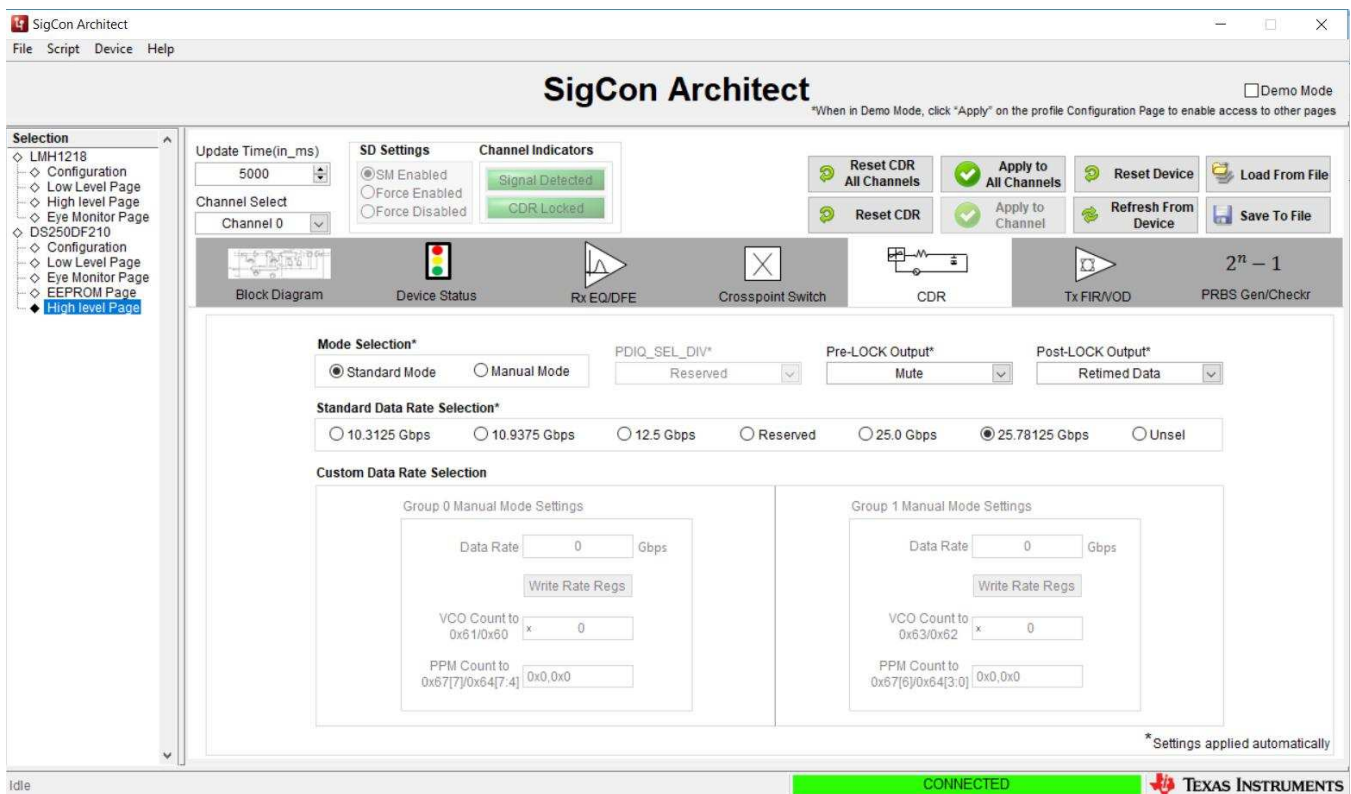 SigCon Architect
File Script Device Help
SigCon Architect
Demo Mode
*When in Demo Mode, click "Apply" on the profile Configuration Page to enable access to other pages
Selection
LMH1218
Configuration
Low Level Page
High level Page
Eye Monitor Page
DS250DF210
Configuration
Low Level Page
Eye Monitor Page
EEPROM Page
High level Page
Update Time(in_ms)
5000
Channel Select
Channel 0
SD Settings
SM Enabled
Force Enabled
Force Disabled
Channel Indicators
Signal Detected
CDR Locked
Reset CDR
All Channels
Apply to
All Channels
Reset Device
Load From File
Reset CDR
Apply to
Channel
Refresh From
Device
Save To File
Block Diagram
Device Status
Rx EQ/DFE
Crosspoint Switch
CDR
Tx FIR/VOD
2ⁿ − 1
PRBS Gen/Checkr
Mode Selection*
Standard Mode Manual Mode
PDIQ_SEL_DIV*
Reserved
Pre-LOCK Output*
Mute
Post-LOCK Output*
Retimed Data
Standard Data Rate Selection*
10.3125 Gbps 10.9375 Gbps 12.5 Gbps Reserved 25.0 Gbps 25.78125 Gbps Unsel
Custom Data Rate Selection
Group 0 Manual Mode Settings
Data Rate 0 Gbps
Write Rate Regs
VCO Count to
0x61/0x60
x 0
PPM Count to
0x67[7]/0x64[7:4]
0x0,0x0
Group 1 Manual Mode Settings
Data Rate 0 Gbps
Write Rate Regs
VCO Count to
0x63/0x62
x 0
PPM Count to
0x67[6]/0x64[3:0]
0x0,0x0
*Settings applied automatically
Idle
CONNECTED
TEXAS INSTRUMENTS